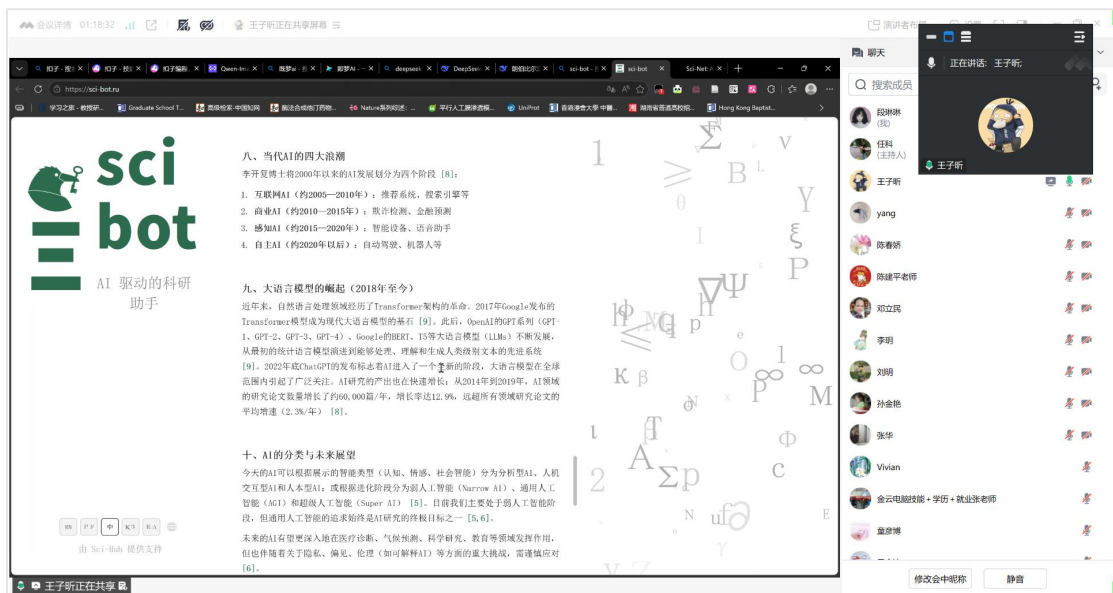 会议详情 01:18:32
王子昕正在共享屏幕
正在讲话: 王子昕;
王子昕
https://sci-bot.ru
Graduate School T...
UniProt
Hong Kong Baptist...
sci
bot
AI 驱动的科研
助手
由 Sci-Hub 提供支持
八、当代AI的四大浪潮
李开复博士将2000年以来的AI发展划分为四个阶段 [8]:
1. 互联网AI（约2005—2010年）: 推荐系统、搜索引擎等
2. 商业AI（约2010—2015年）: 欺诈检测、金融预测
3. 感知AI（约2015—2020年）: 智能设备、语音助手
4. 自主AI（约2020年以后）: 自动驾驶、机器人等
九、大语言模型的崛起（2018年至今）
近年来，自然语言处理领域经历了Transformer架构的革命。2017年Google发布的
Transformer模型成为现代大语言模型的基石 [9]。此后，OpenAI的GPT系列（GPT-
1、GPT-2、GPT-3、GPT-4）、Google的BERT、T5等大语言模型（LLMs）不断发展，
从最初的统计语言模型演进到能够处理、理解和生成人类级别文本的先进系统
[9]。2022年底ChatGPT的发布标志着AI进入了一个全新的阶段，大语言模型在全球
范围内引起了广泛关注。AI研究的产出也在快速增长: 从2014年到2019年，AI领域
的研究论文数量增长了约60,000篇/年，增长率达12.9%，远超所有领域研究论文的
平均增速（2.3%/年） [8]。
十、AI的分类与未来展望
今天的AI可以根据展示的智能类型（认知、情感、社会智能）分为分析型AI、人机
交互型AI和人本型AI; 或根据进化阶段分为弱人工智能（Narrow AI）、通用人工
智能（AGI）和超级人工智能（Super AI） [5]。目前我们主要处于弱人工智能阶
段，但通用人工智能的追求始终是AI研究的终极目标之一 [5,6]。
未来的AI有望更深入地在医疗诊断、气候预测、科学研究、教育等领域发挥作用，
但也伴随着关于隐私、偏见、伦理（如可解释AI）等方面的重大挑战，需谨慎应对
[6]。
王子昕正在共享
聊天
搜索成员
段琳琳
(我)
任科
(主持人)
王子昕
yang
陈春娇
陈建平老师
邓立民
李玥
刘明
孙金艳
张华
Vivian
金云电脑技能+学历+就业张老师
童彦博
修改会中昵称
静音